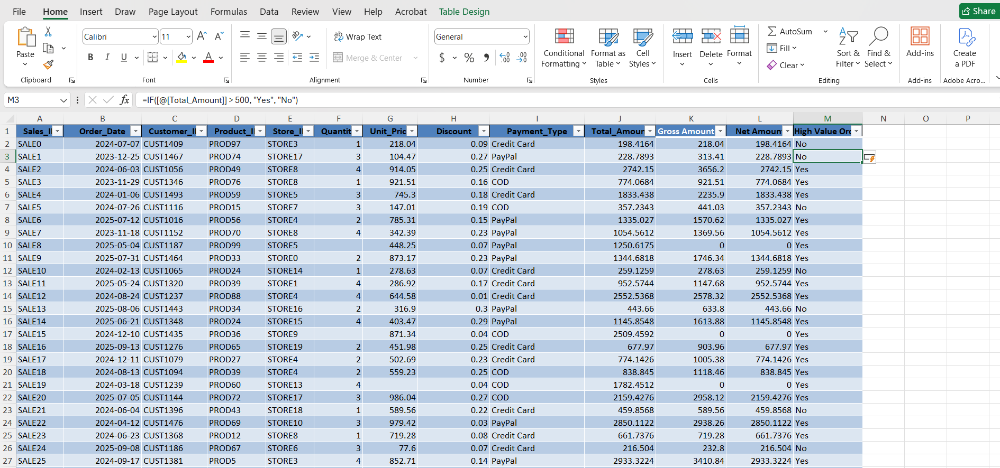 File Home Insert Draw Page Layout Formulas Data Review View Help Acrobat Table Design Share
Calibri 11 A A ab Wrap Text General AutoSum
Paste B I U A Merge & Center $ % Conditional Formatting Format as Table Cell Styles Insert Delete Format Fill Clear Sort & Filter Find & Select Add-ins Create a PDF
Clipboard Font Alignment Number Styles Cells Editing Add-ins Adobe Acro...
M3 fx =IF([@[Total_Amount]] > 500, "Yes", "No")
A B C D E F G H I J K L M N O P
1 Sales_I Order_Date Customer_I Product_I Store_I Quantit Unit_Pric Discount Payment_Type Total_Amoun Gross Amount Net Amoun High Value Ord
2 SALE0 2024-07-07 CUST1409 PROD97 STORE3 1 218.04 0.09 Credit Card 198.4164 218.04 198.4164 No
3 SALE1 2023-12-25 CUST1467 PROD74 STORE17 3 104.47 0.27 PayPal 228.7893 313.41 228.7893 No
4 SALE2 2024-06-03 CUST1056 PROD49 STORE8 4 914.05 0.25 Credit Card 2742.15 3656.2 2742.15 Yes
5 SALE3 2023-11-29 CUST1346 PROD76 STORE8 1 921.51 0.16 COD 774.0684 921.51 774.0684 Yes
6 SALE4 2024-01-06 CUST1493 PROD59 STORE5 3 745.3 0.18 Credit Card 1833.438 2235.9 1833.438 Yes
7 SALE5 2024-07-26 CUST1116 PROD15 STORE7 3 147.01 0.19 COD 357.2343 441.03 357.2343 No
8 SALE6 2025-07-12 CUST1016 PROD56 STORE4 2 785.31 0.15 PayPal 1335.027 1570.62 1335.027 Yes
9 SALE7 2023-11-18 CUST1152 PROD70 STORE8 4 342.39 0.23 PayPal 1054.5612 1369.56 1054.5612 Yes
10 SALE8 2025-05-04 CUST1187 PROD99 STORE5 448.25 0.07 PayPal 1250.6175 0 0 Yes
11 SALE9 2025-07-31 CUST1464 PROD33 STORE0 2 873.17 0.23 PayPal 1344.6818 1746.34 1344.6818 Yes
12 SALE10 2024-02-13 CUST1065 PROD24 STORE14 1 278.63 0.07 Credit Card 259.1259 278.63 259.1259 No
13 SALE11 2025-05-24 CUST1320 PROD39 STORE1 4 286.92 0.17 Credit Card 952.5744 1147.68 952.5744 Yes
14 SALE12 2024-08-24 CUST1237 PROD88 STORE4 4 644.58 0.01 Credit Card 2552.5368 2578.32 2552.5368 Yes
15 SALE13 2025-08-06 CUST1443 PROD34 STORE16 2 316.9 0.3 PayPal 443.66 633.8 443.66 No
16 SALE14 2025-06-21 CUST1348 PROD24 STORE15 4 403.47 0.29 PayPal 1145.8548 1613.88 1145.8548 Yes
17 SALE15 2024-12-10 CUST1435 PROD36 STORE9 871.34 0.04 COD 2509.4592 0 0 Yes
18 SALE16 2025-09-13 CUST1276 PROD65 STORE19 2 451.98 0.25 Credit Card 677.97 903.96 677.97 Yes
19 SALE17 2024-12-11 CUST1079 PROD27 STORE4 2 502.69 0.23 Credit Card 774.1426 1005.38 774.1426 Yes
20 SALE18 2024-08-13 CUST1094 PROD39 STORE4 2 559.23 0.25 COD 838.845 1118.46 838.845 Yes
21 SALE19 2024-03-18 CUST1239 PROD60 STORE13 4 0.04 COD 1782.4512 0 0 Yes
22 SALE20 2025-07-05 CUST1144 PROD72 STORE17 3 986.04 0.27 COD 2159.4276 2958.12 2159.4276 Yes
23 SALE21 2024-06-04 CUST1396 PROD43 STORE18 1 589.56 0.22 Credit Card 459.8568 589.56 459.8568 No
24 SALE22 2024-04-12 CUST1476 PROD69 STORE10 3 979.42 0.03 PayPal 2850.1122 2938.26 2850.1122 Yes
25 SALE23 2024-06-23 CUST1368 PROD12 STORE8 1 719.28 0.08 Credit Card 661.7376 719.28 661.7376 Yes
26 SALE24 2025-09-08 CUST1186 PROD67 STORE6 3 77.6 0.07 Credit Card 216.504 232.8 216.504 No
27 SALE25 2024-09-17 CUST1381 PROD5 STORE3 4 852.71 0.14 PayPal 2933.3224 3410.84 2933.3224 Yes